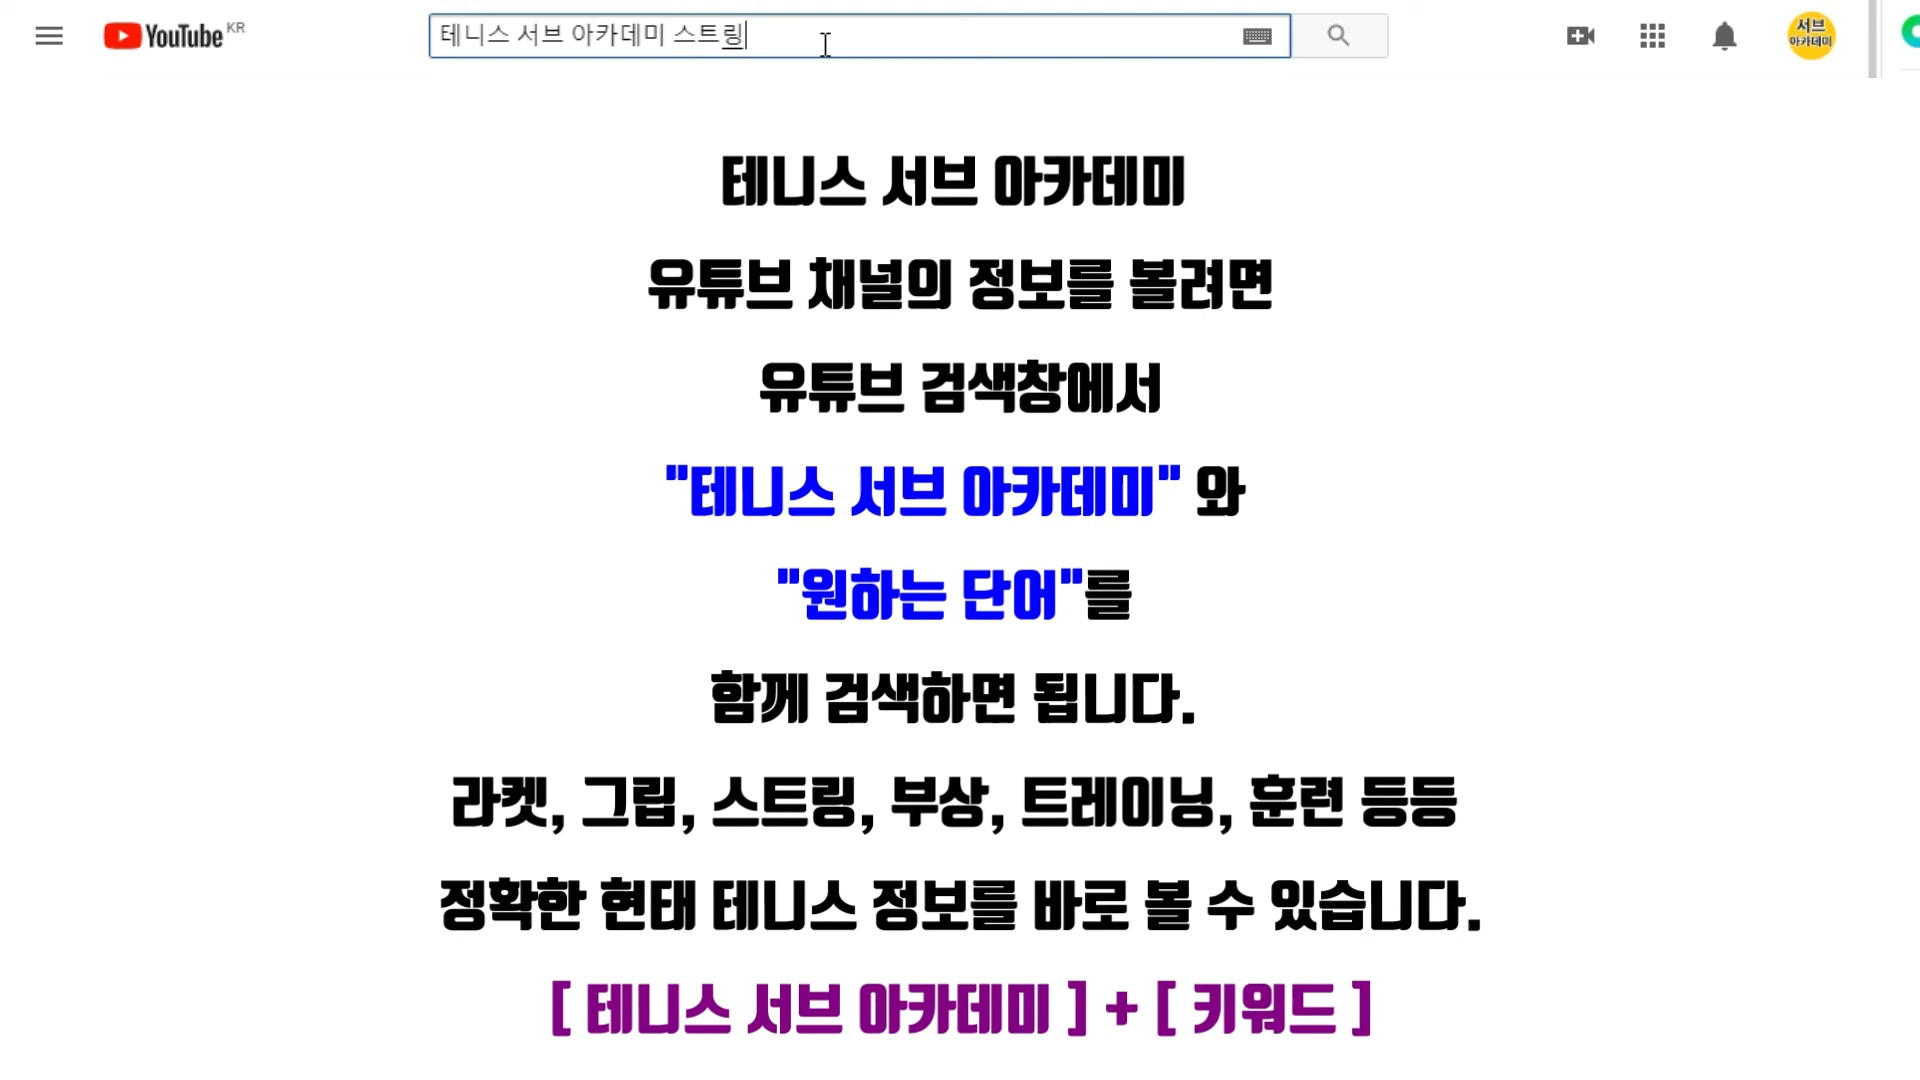 YouTube KR
테니스 서브 아카데미 스트링
서브
아카데미
테니스 서브 아카데미
유튜브 채널의 정보를 볼려면
유튜브 검색창에서
"테니스 서브 아카데미" 와
"원하는 단어"를
함께 검색하면 됩니다.
라켓, 그립, 스트링, 부상, 트레이닝, 훈련 등등
정확한 현태 테니스 정보를 바로 볼 수 있습니다.
[ 테니스 서브 아카데미 ] + [ 키워드 ]